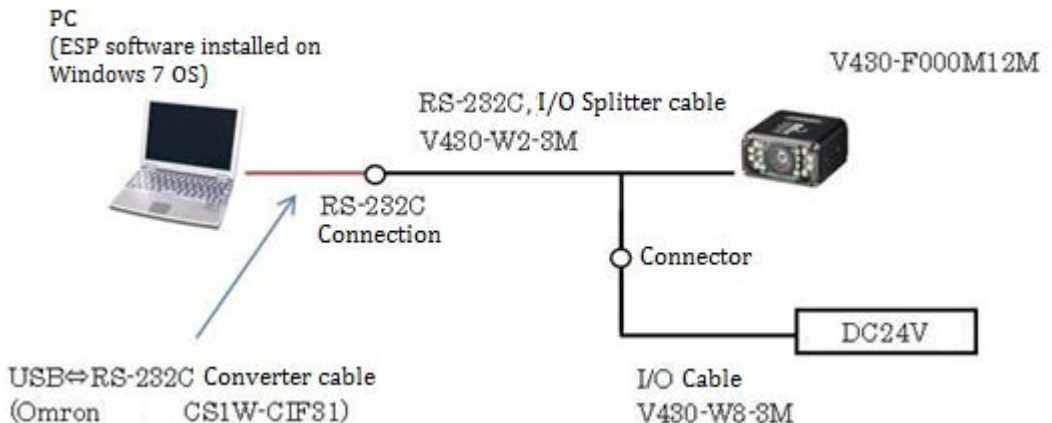 PC
(ESP software installed on
Windows 7 OS)
V430-F000M12M
RS-232C, I/O Splitter cable
V430-W2-3M
RS-232C
Connection
Connector
DC24V
USB⇔RS-232C Converter cable
(Omron CS1W-CIF31)
I/O Cable
V430-W8-3M